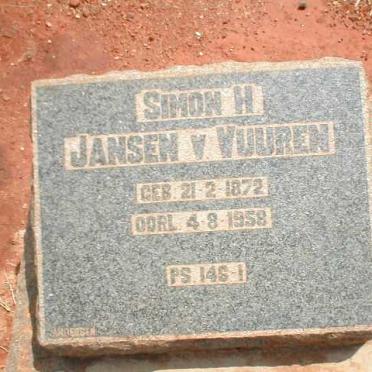 SIMON H
JANSEN V VUUREN
GEB. 21-2-1872
OORL. 4-8-1958
PS. 146-1